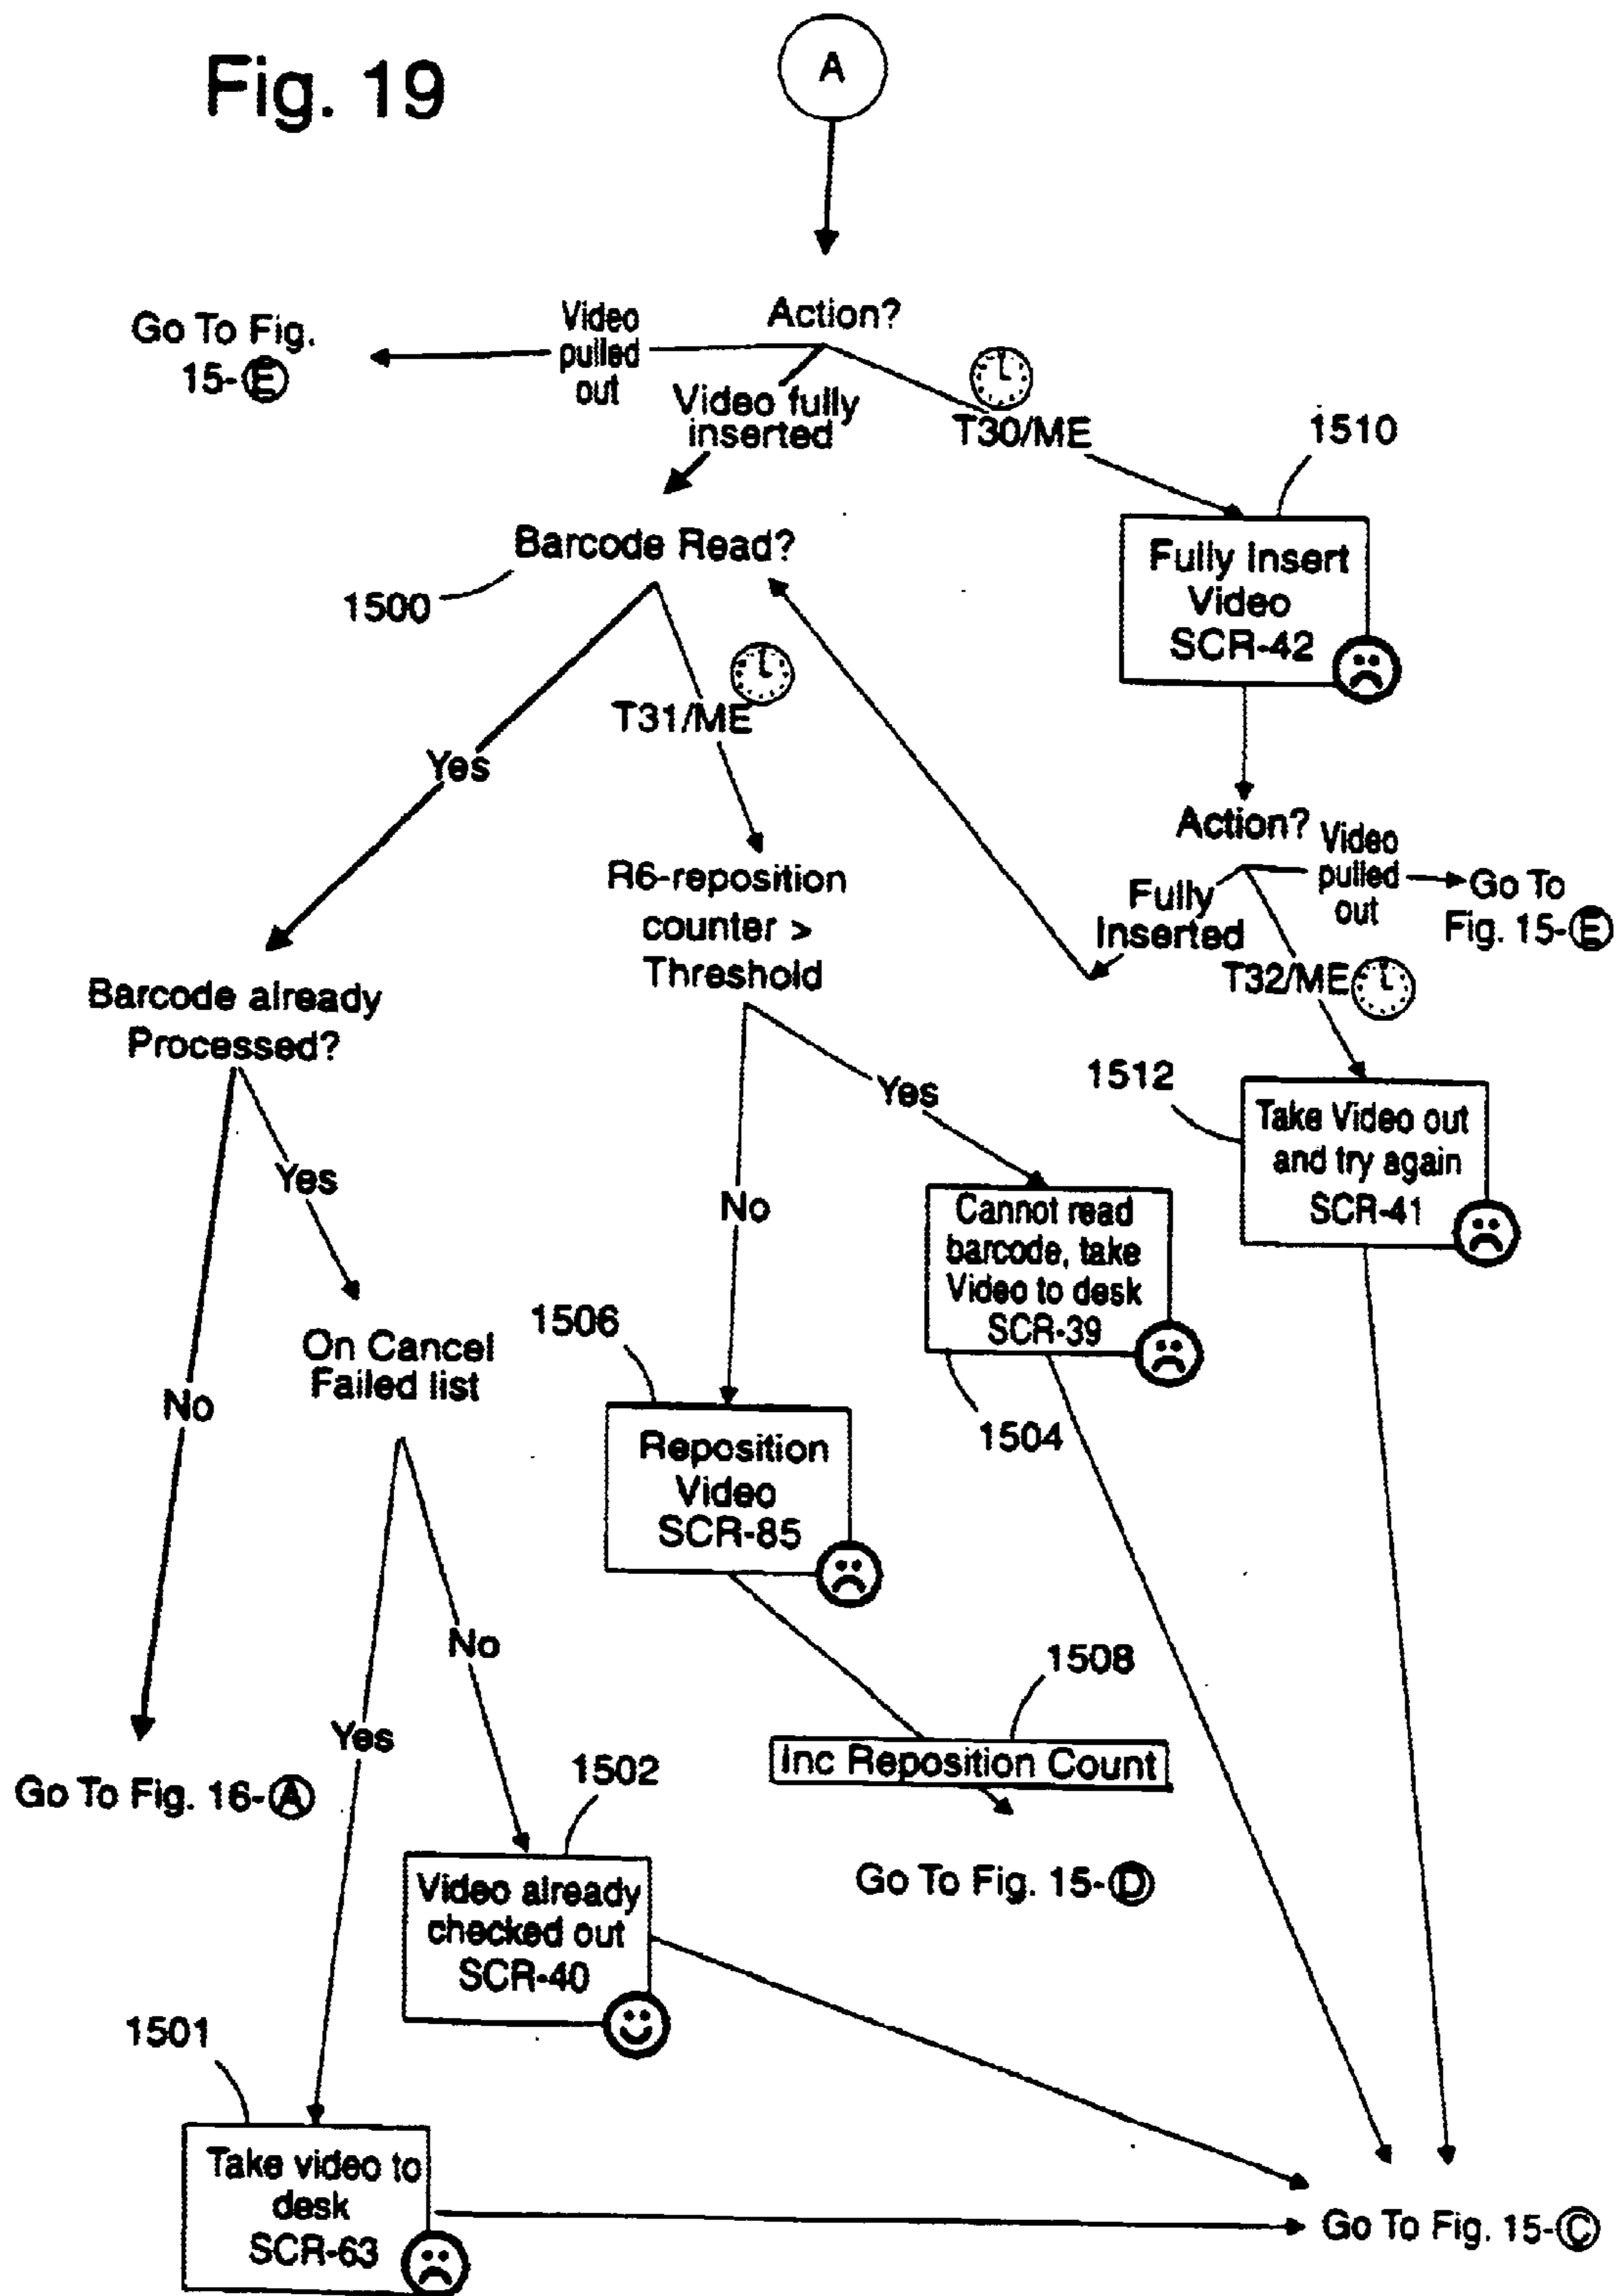 Fig. 19
A
Action?
Video
pulled
out
Go To Fig.
15-E
Video fully
inserted
T30/ME
1510
Fully Insert
Video
SCR-42
Barcode Read?
1500
Yes
T31/ME
Action?
Video
pulled
out
Go To
Fig. 15-E
Fully
Inserted
T32/ME
R6-reposition
counter >
Threshold
Barcode already
Processed?
1512
Take Video out
and try again
SCR-41
Yes
Yes
No
Cannot read
barcode, take
Video to desk
SCR-39
1504
1506
Reposition
Video
SCR-85
On Cancel
Failed list
No
No
Yes
1508
Inc Reposition Count
Go To Fig. 16-A
1502
Video already
checked out
SCR-40
Go To Fig. 15-D
1501
Take video to
desk
SCR-63
Go To Fig. 15-C